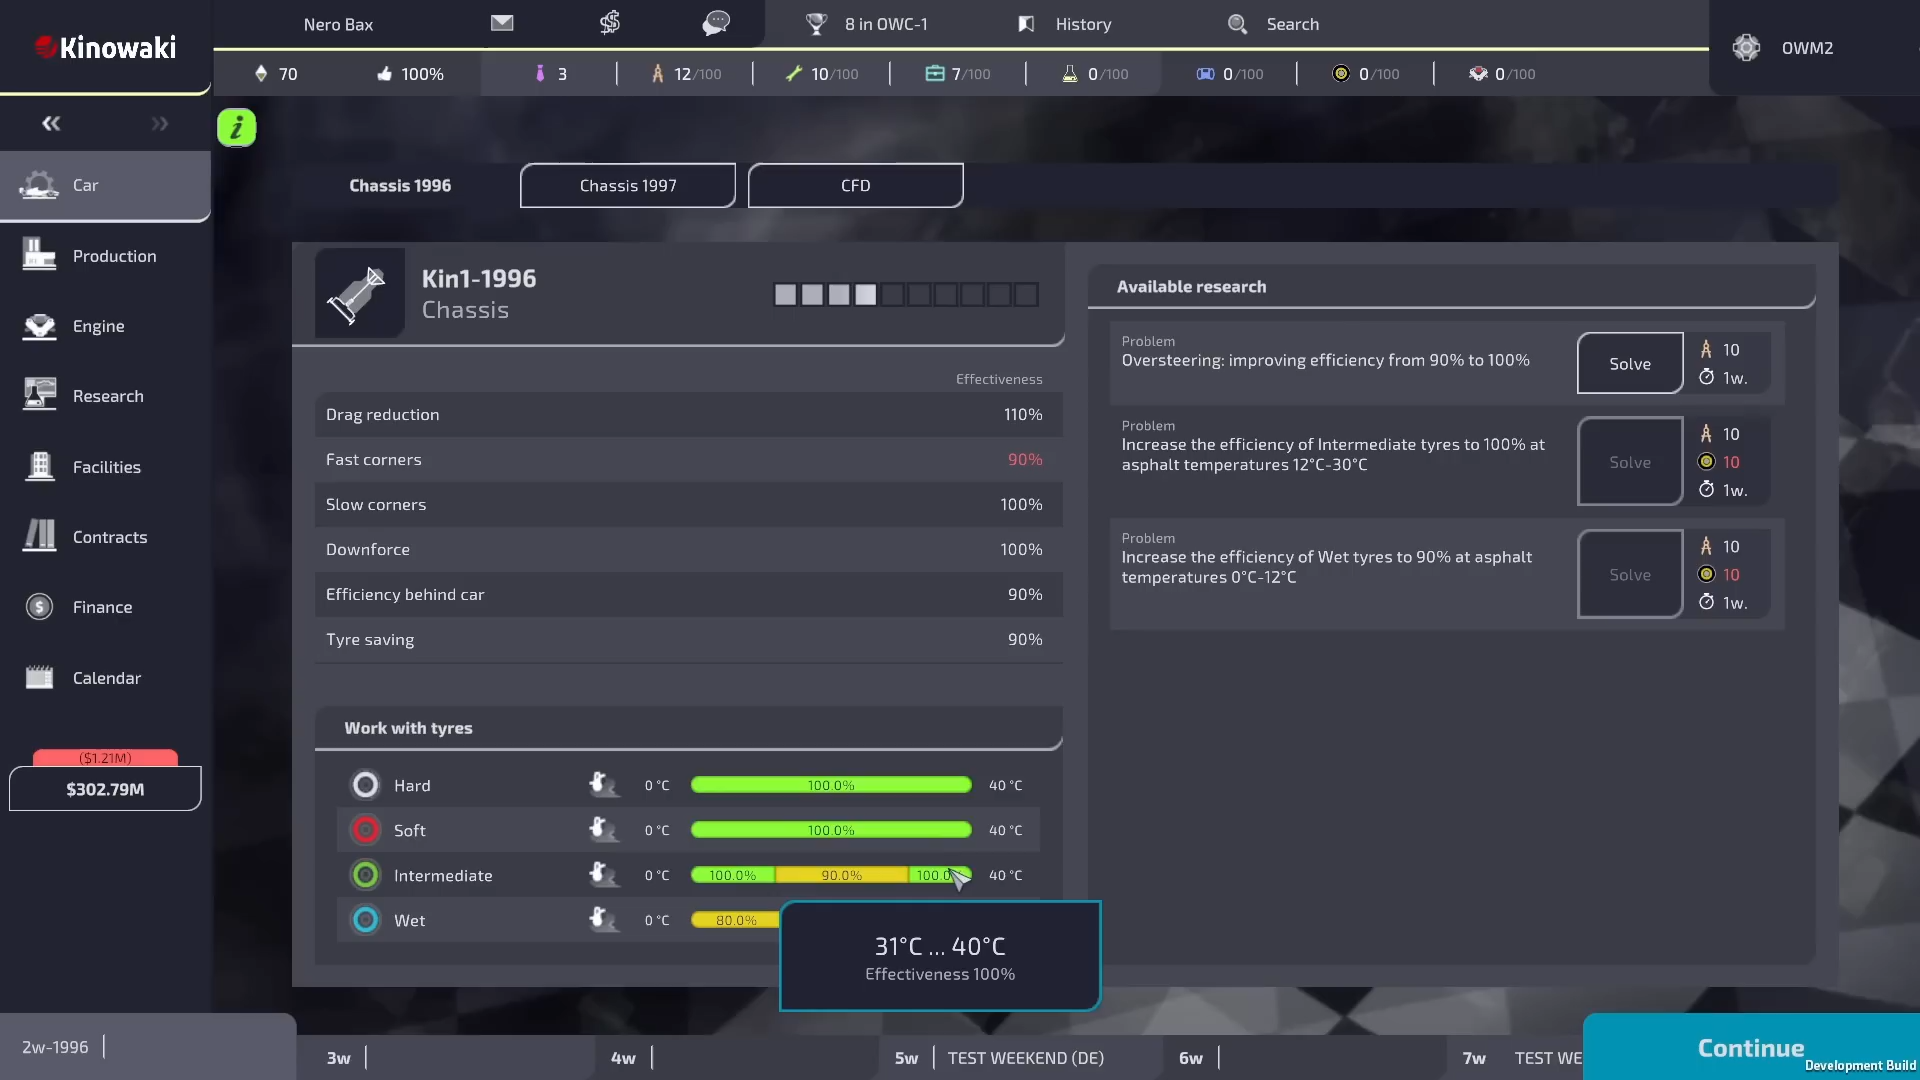 Kinowaki
Nero Bax
8 in OWC-1
History
Search
OWM2
70
100%
3
12/100
10/100
7/100
0/100
0/100
0/100
0/100
i
Car
Production
Engine
Research
Facilities
Contracts
Finance
Calendar
($1.21M)
$302.79M
Chassis 1996
Chassis 1997
CFD
Kin1-1996
Chassis
Effectiveness
Drag reduction 110%
Fast corners 90%
Slow corners 100%
Downforce 100%
Efficiency behind car 90%
Tyre saving 90%
Work with tyres
Hard 0 °C 100.0% 40 °C
Soft 0 °C 100.0% 40 °C
Intermediate 0 °C 100.0% 90.0% 100.0 40 °C
Wet 0 °C 80.0%
31°C ... 40°C
Effectiveness 100%
Available research
Problem
Oversteering: improving efficiency from 90% to 100%
Solve
10
1w.
Problem
Increase the efficiency of Intermediate tyres to 100% at
asphalt temperatures 12°C-30°C
Solve
10
10
1w.
Problem
Increase the efficiency of Wet tyres to 90% at asphalt
temperatures 0°C-12°C
Solve
10
10
1w.
2w-1996
3w
4w
5w TEST WEEKEND (DE)
6w
7w TEST WE
Continue
Development Build